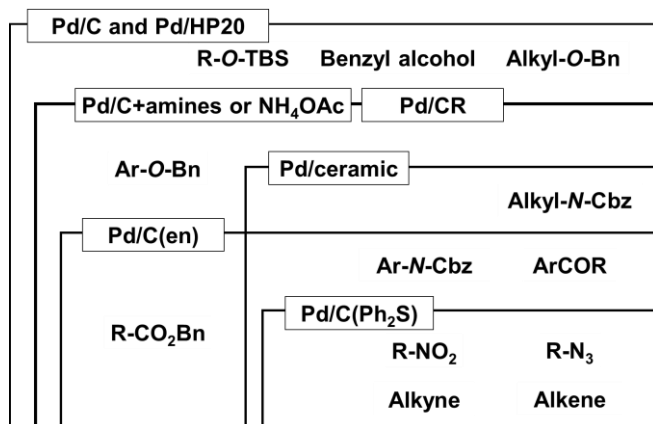 Pd/C and Pd/HP20
R-O-TBS Benzyl alcohol Alkyl-O-Bn
Pd/C+amines or NH₄OAc Pd/CR
Ar-O-Bn
Pd/ceramic
Alkyl-N-Cbz
Pd/C(en)
Ar-N-Cbz ArCOR
Pd/C(Ph₂S)
R-CO₂Bn
R-NO₂ R-N₃
Alkyne Alkene